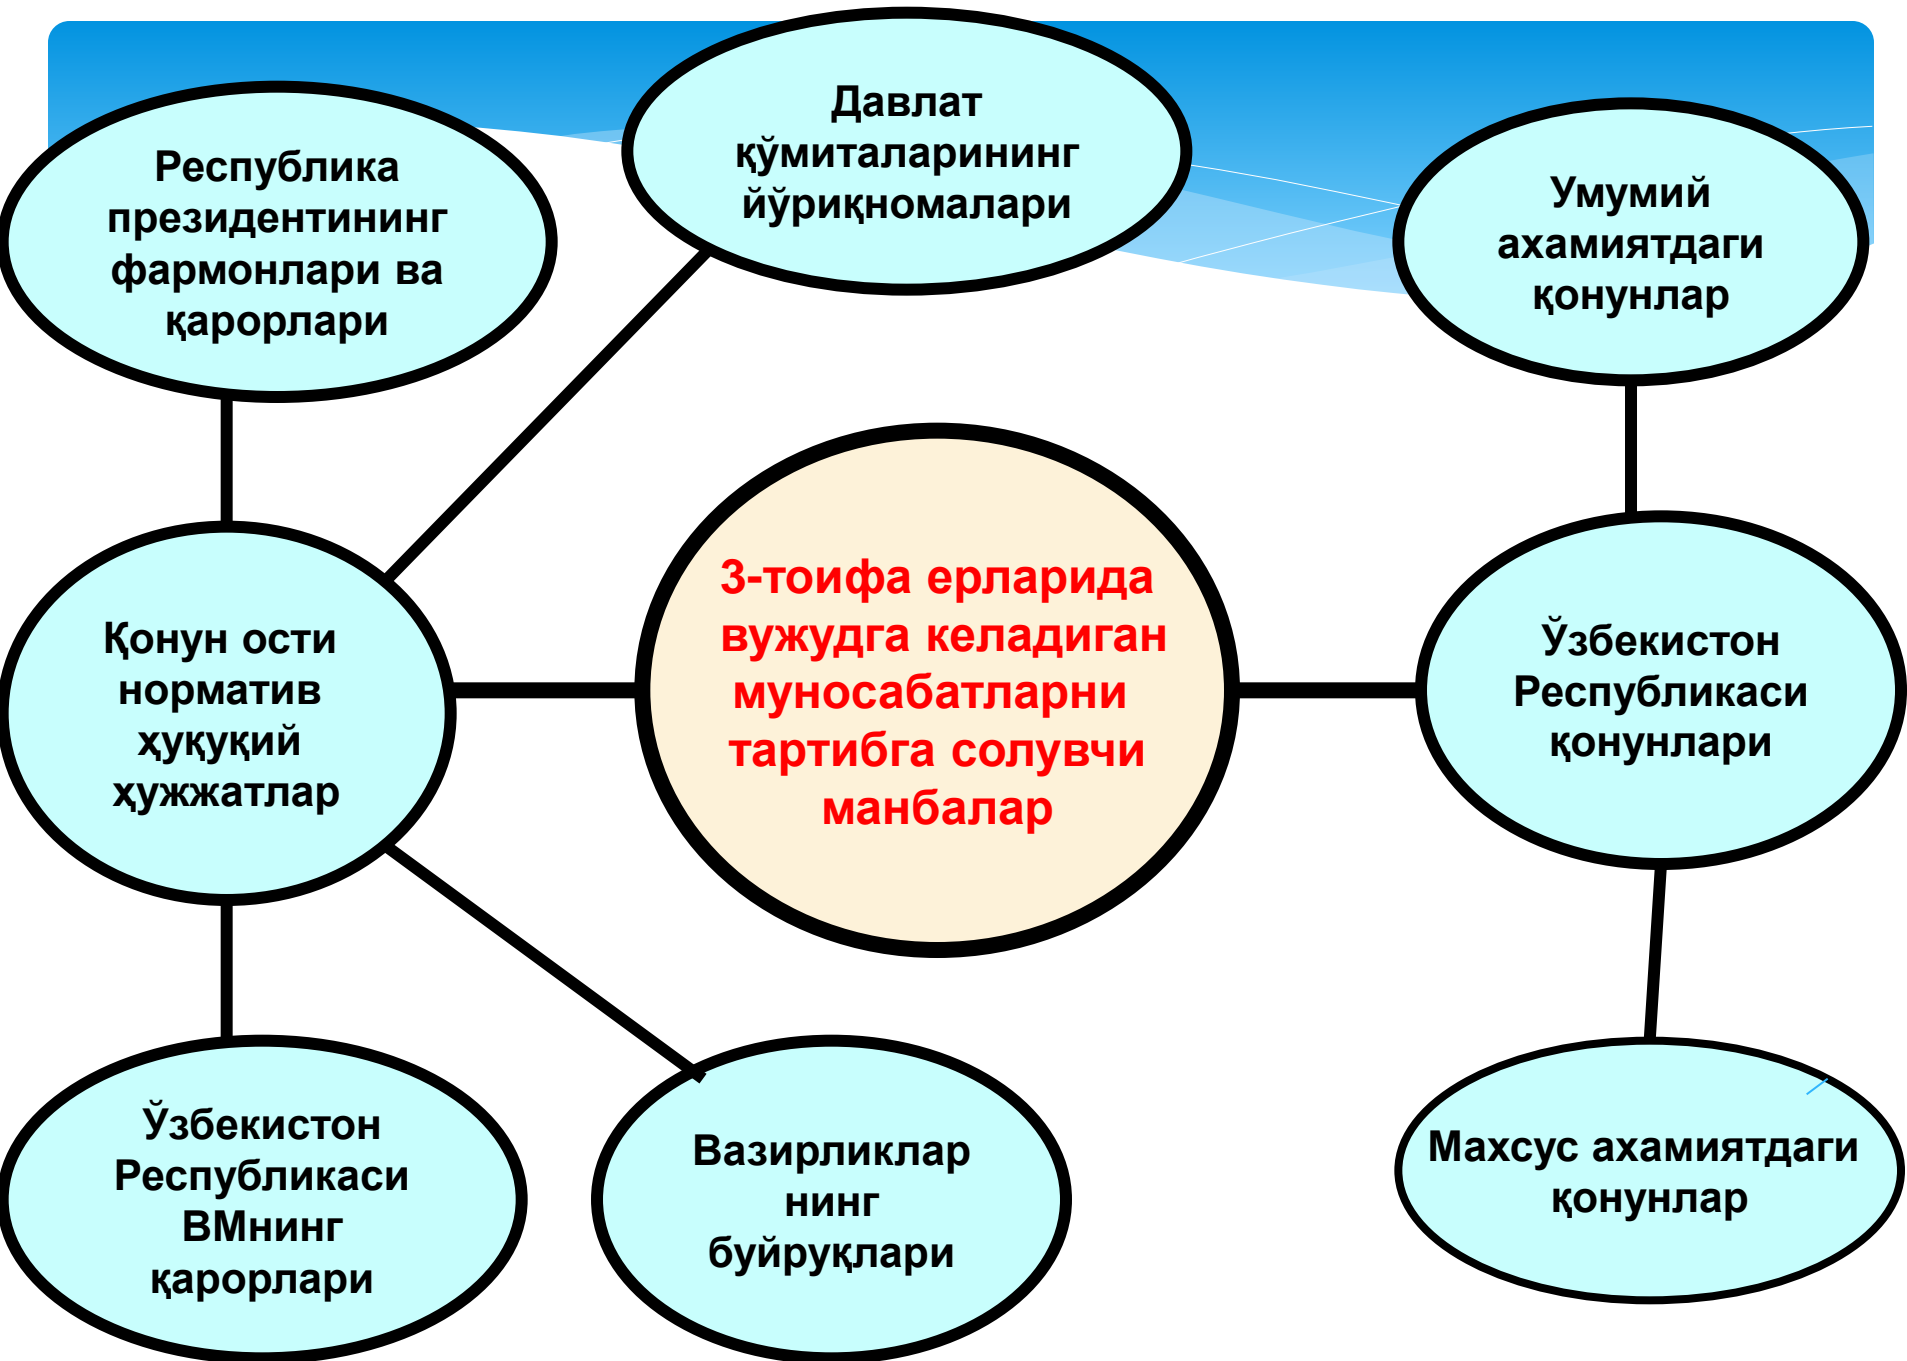 Республика
президентининг
фармонлари ва
қарорлари
Давлат
қўмиталарининг
йўриқномалари
Умумий
ахамиятдаги
қонунлар
Қонун ости
норматив
ҳуқуқий
ҳужжатлар
3-тоифа ерларида
вужудга келадиган
муносабатларни
тартибга солувчи
манбалар
Ўзбекистон
Республикаси
қонунлари
Ўзбекистон
Республикаси
ВМнинг
қарорлари
Вазирликлар
нинг
буйруқлари
Махсус ахамиятдаги
қонунлар